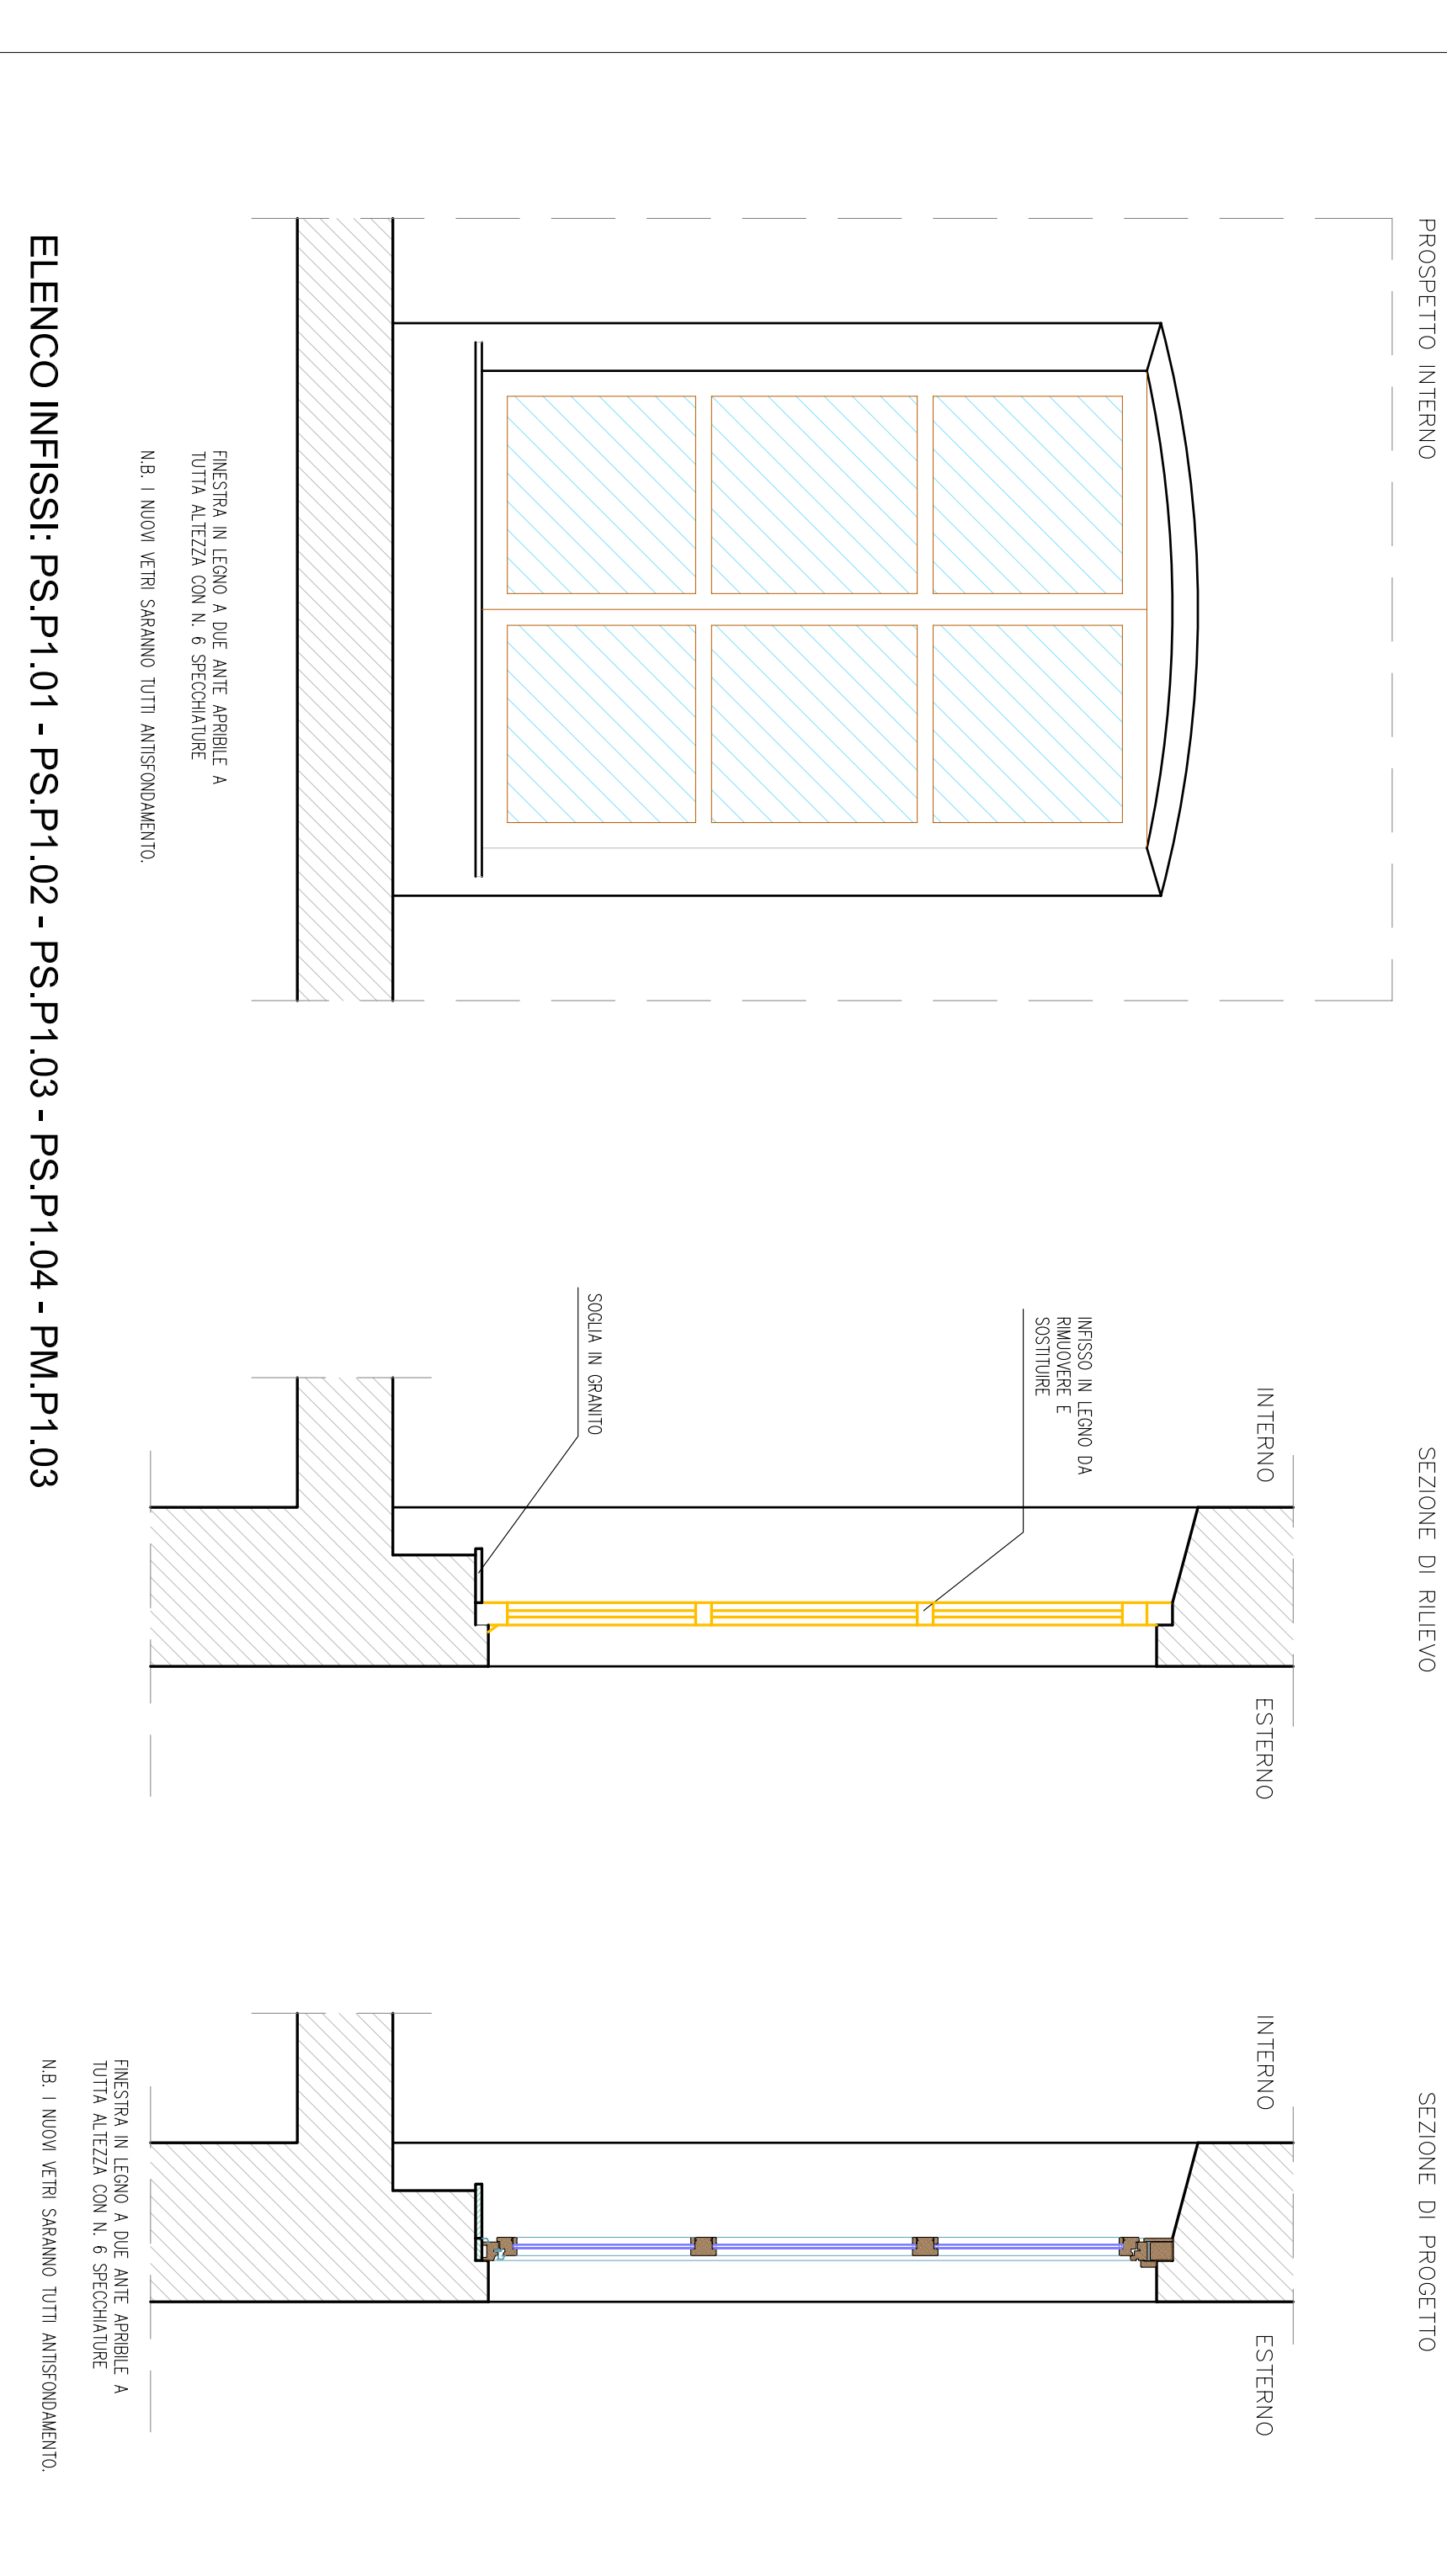 PROSPETTO INTERNO
SEZIONE DI RILIEVO
SEZIONE DI PROGETTO
INTERNO
ESTERNO
INTERNO
ESTERNO
INFISSO IN LEGNO DA
RIMUOVERE E
SOSTITUIRE
SOGLIA IN GRANITO
FINESTRA IN LEGNO A DUE ANTE APRIBILE A
TUTTA ALTEZZA CON N. 6 SPECCHIATURE
N.B. I NUOVI VETRI SARANNO TUTTI ANTISFONDAMENTO.
FINESTRA IN LEGNO A DUE ANTE APRIBILE A
TUTTA ALTEZZA CON N. 6 SPECCHIATURE
N.B. I NUOVI VETRI SARANNO TUTTI ANTISFONDAMENTO.
ELENCO INFISSI: PS.P1.01 - PS.P1.02 - PS.P1.03 - PS.P1.04 - PM.P1.03